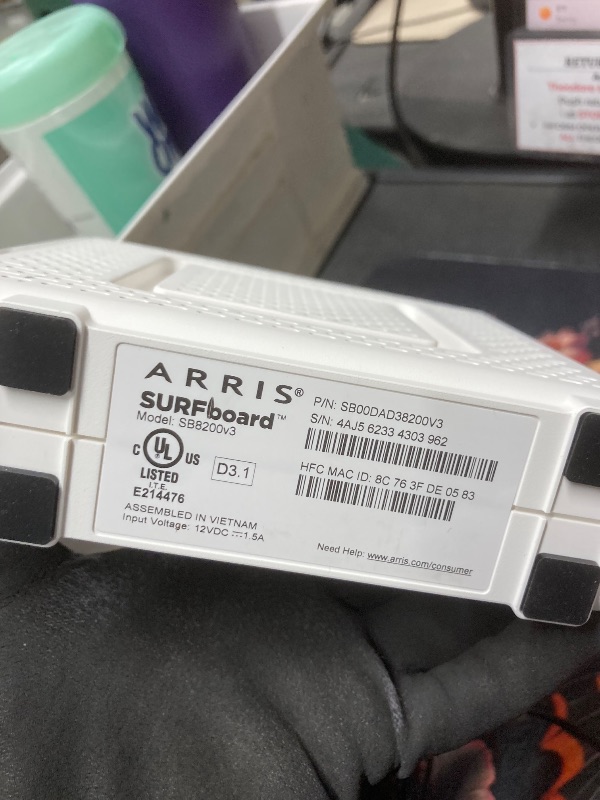 ARRIS®
SURFboard™
Model: SB8200v3
C UL US
LISTED
I.T.E.
E214476
D3.1
ASSEMBLED IN VIETNAM
Input Voltage: 12VDC ⎓ 1.5A
P/N: SB00DAD38200V3
S/N: 4AJ5 6233 4303 962
HFC MAC ID: 8C 76 3F DE 05 83
Need Help: www.arris.com/consumer